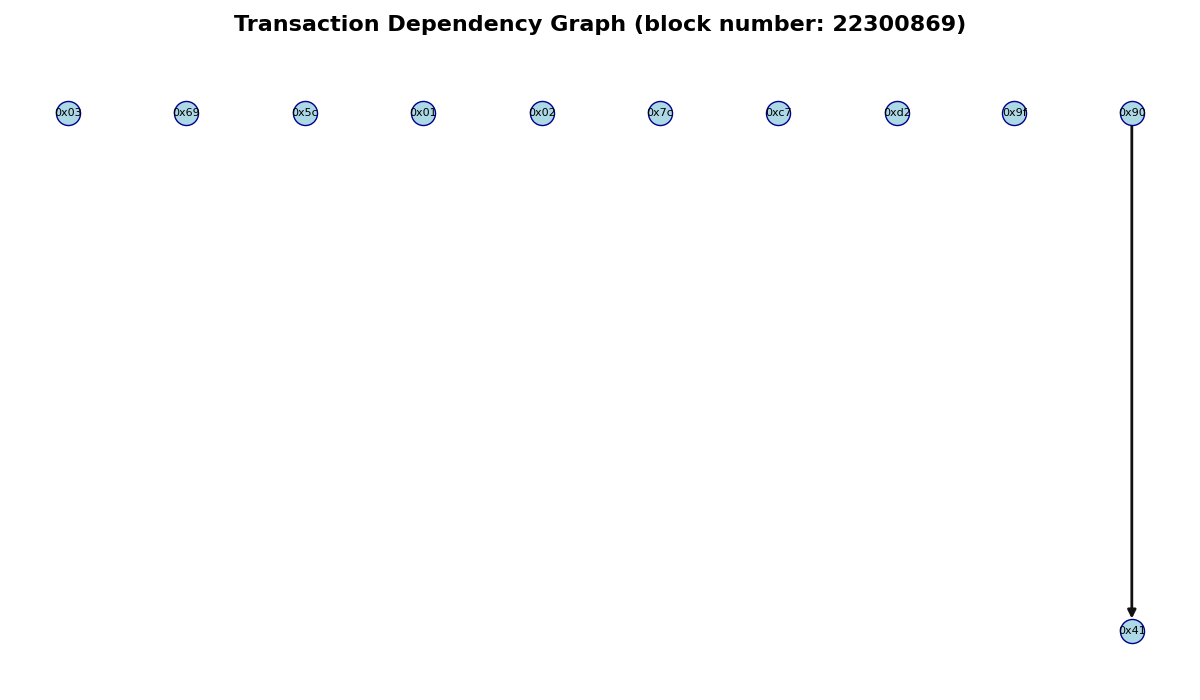 Transaction Dependency Graph (block number: 22300869)
0x03 0x69 0x5c 0x01 0x02 0x7c 0xc7 0xd2 0x9f 0x90
0x41